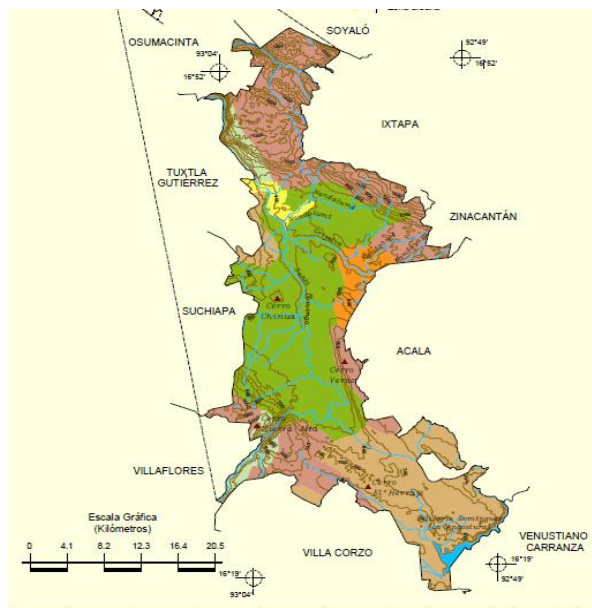 SOYALÓ
OSUMACINTA
93°04'
16°52'
92°49'
16°52'
IXTAPA
TUXTLA
GUTIÉRREZ
ZINACANTÁN
Cerro
Chinua
SUCHIAPA
ACALA
Cerro
Verde
VILLAFLORES
Cerro
Escala Gráfica
(Kilómetros)
0 4.1 8.2 12.3 16.4 20.5
VILLA CORZO
VENUSTIANO
CARRANZA
16°19'
93°04'
16°19'
92°49'